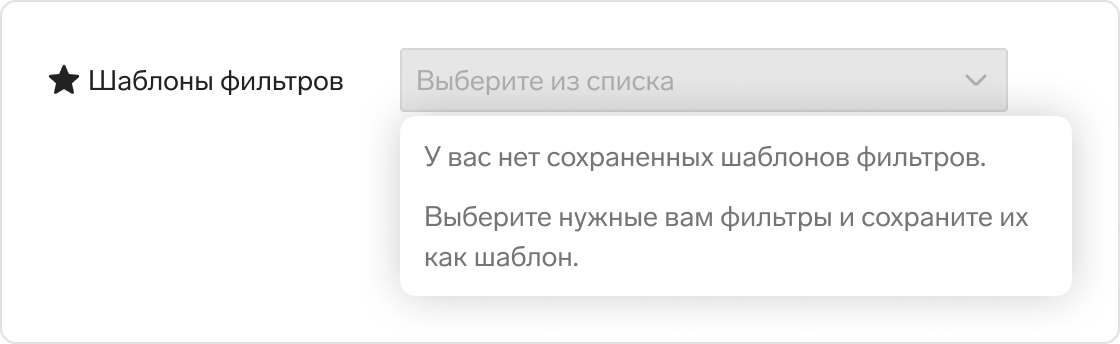 Шаблоны фильтров
Выберите из списка
У вас нет сохраненных шаблонов фильтров.
Выберите нужные вам фильтры и сохраните их
как шаблон.